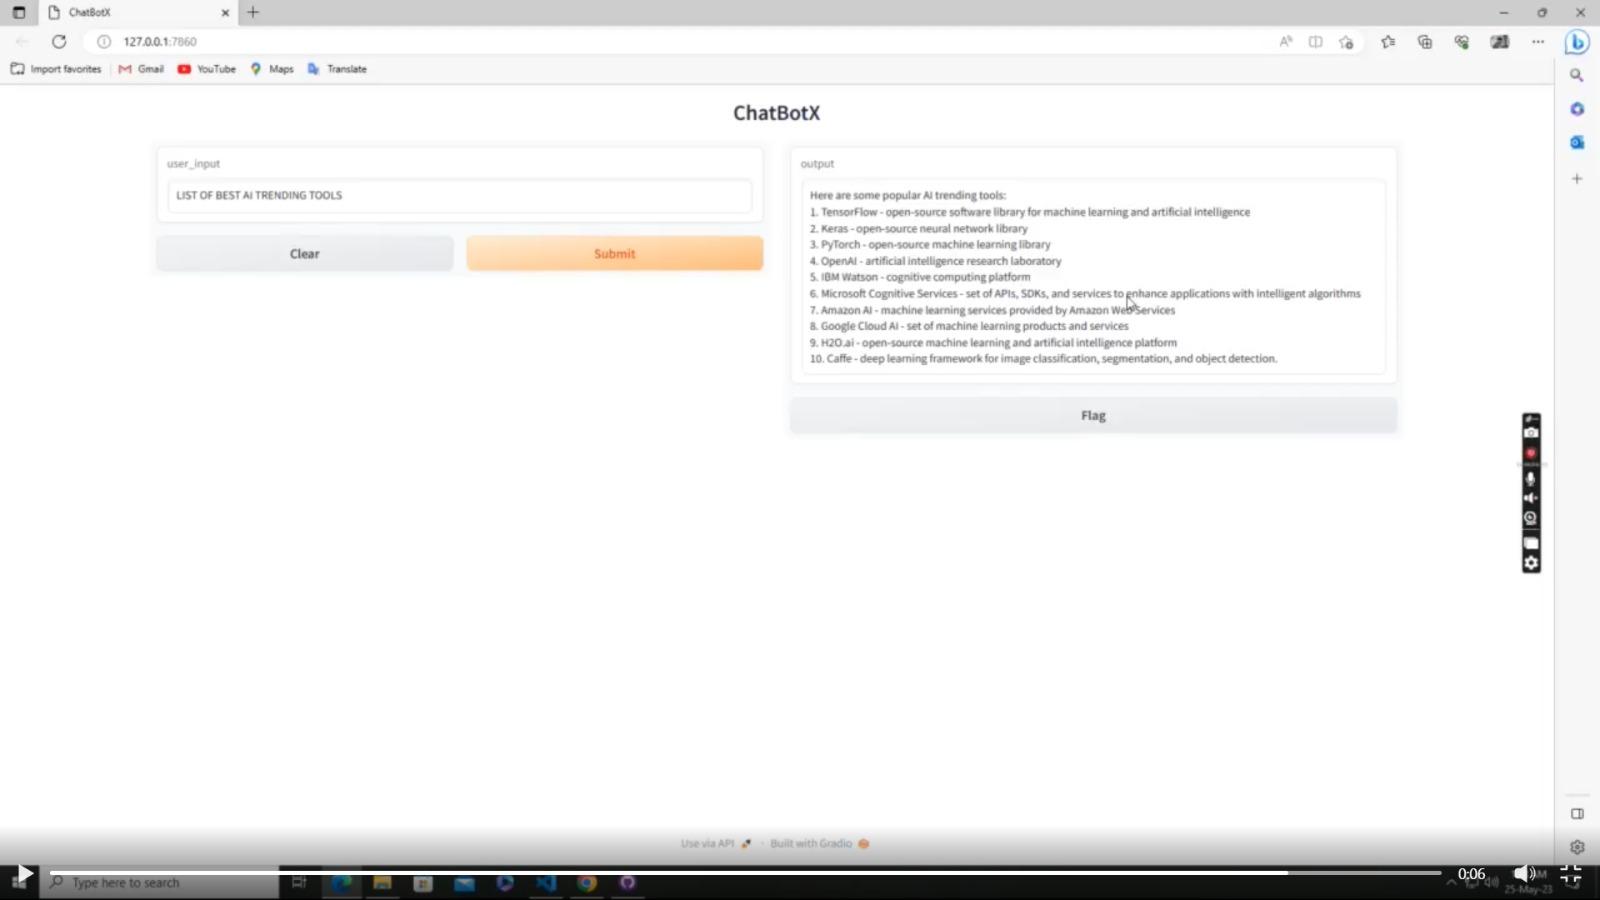 ChatBotX
127.0.0.1:7860
Import favorites
Gmail
YouTube
Maps
Translate
ChatBotX
user_input
LIST OF BEST AI TRENDING TOOLS
Clear
Submit
output
Here are some popular AI trending tools:
1. TensorFlow - open-source software library for machine learning and artificial intelligence
2. Keras - open-source neural network library
3. PyTorch - open-source machine learning library
4. OpenAI - artificial intelligence research laboratory
5. IBM Watson - cognitive computing platform
6. Microsoft Cognitive Services - set of APIs, SDKs, and services to enhance applications with intelligent algorithms
7. Amazon AI - machine learning services provided by Amazon Web Services
8. Google Cloud AI - set of machine learning products and services
9. H2O.ai - open-source machine learning and artificial intelligence platform
10. Caffe - deep learning framework for image classification, segmentation, and object detection.
Flag
Use via API · Built with Gradio
Type here to search
0:06
25-May-23